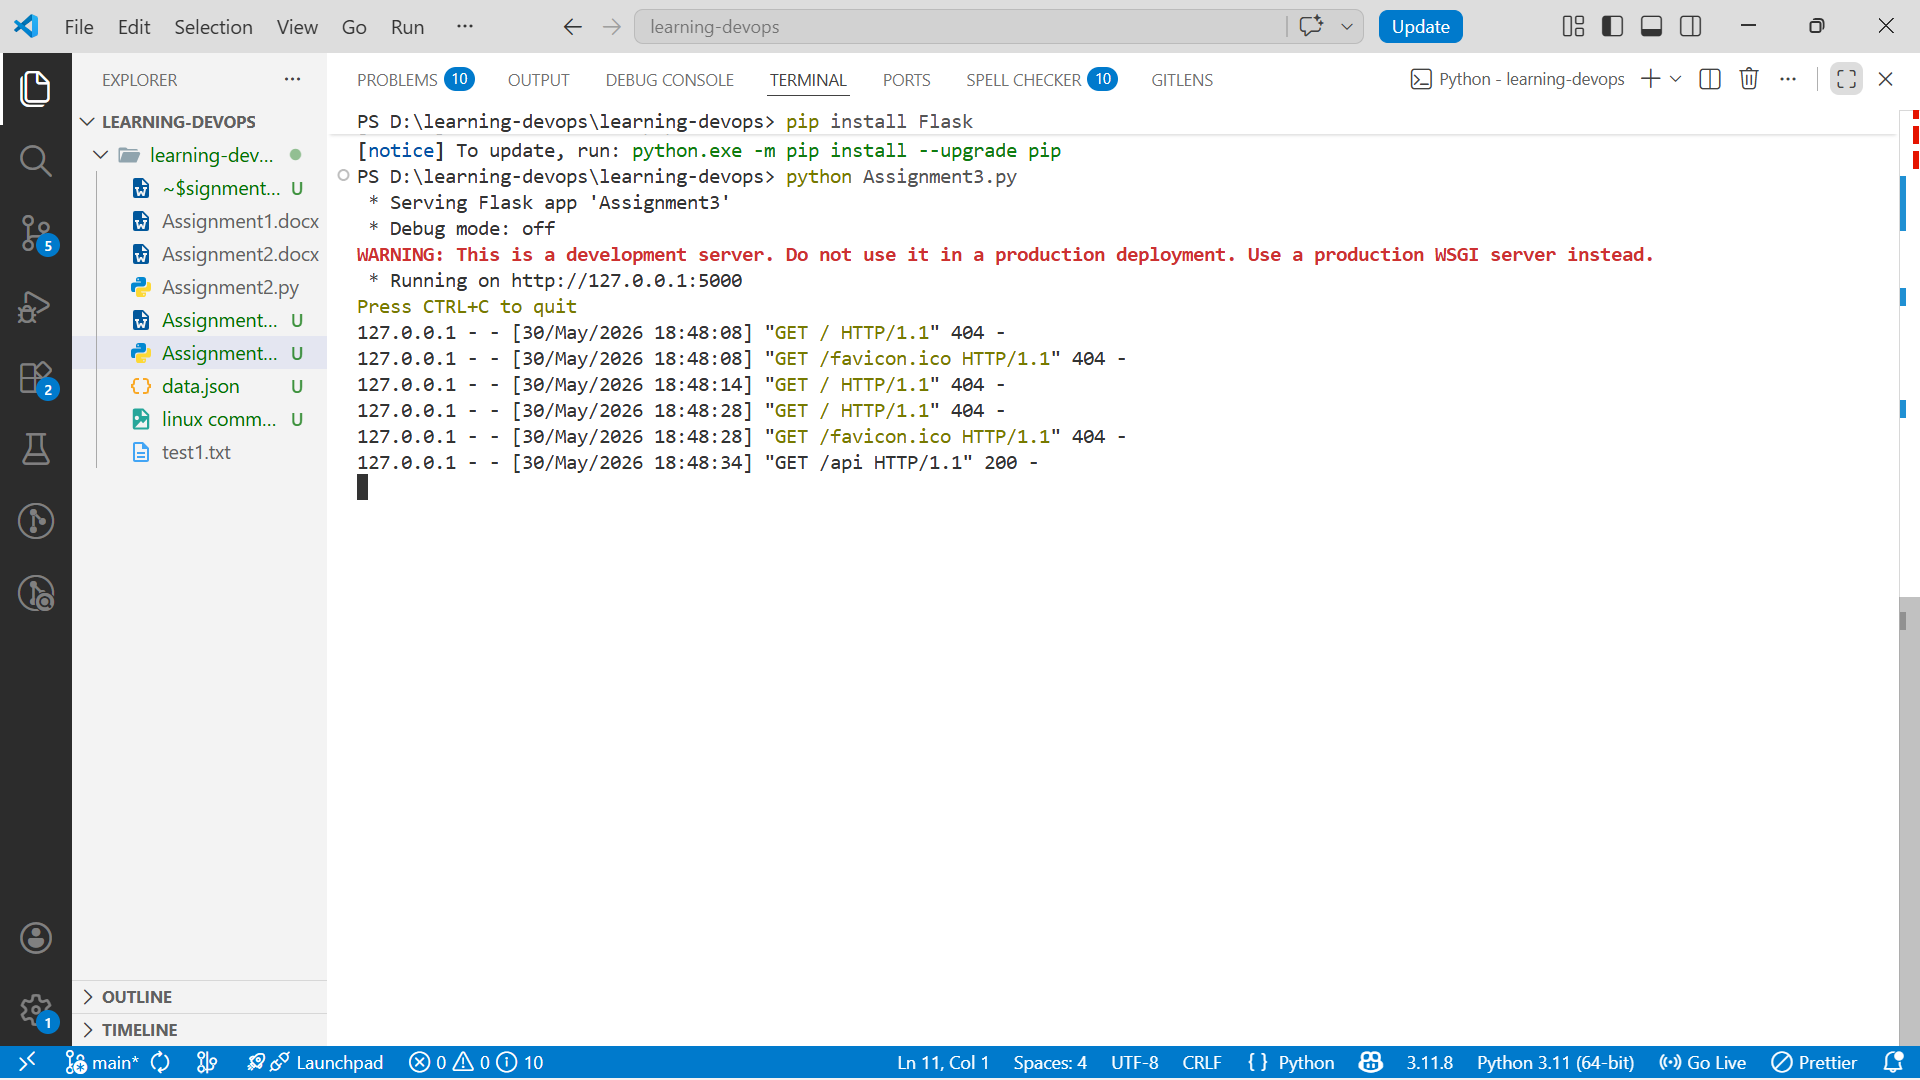 File Edit Selection View Go Run ···
learning-devops
Update
EXPLORER ···
LEARNING-DEVOPS
learning-dev...
~$signment... U
Assignment1.docx
Assignment2.docx
Assignment2.py
Assignment... U
Assignment... U
data.json U
linux comm... U
test1.txt
OUTLINE
TIMELINE
5
2
1
PROBLEMS 10 OUTPUT DEBUG CONSOLE TERMINAL PORTS SPELL CHECKER 10 GITLENS
Python - learning-devops
PS D:\learning-devops\learning-devops> pip install Flask
[notice] To update, run: python.exe -m pip install --upgrade pip
PS D:\learning-devops\learning-devops> python Assignment3.py
* Serving Flask app 'Assignment3'
* Debug mode: off
WARNING: This is a development server. Do not use it in a production deployment. Use a production WSGI server instead.
* Running on http://127.0.0.1:5000
Press CTRL+C to quit
127.0.0.1 - - [30/May/2026 18:48:08] "GET / HTTP/1.1" 404 -
127.0.0.1 - - [30/May/2026 18:48:08] "GET /favicon.ico HTTP/1.1" 404 -
127.0.0.1 - - [30/May/2026 18:48:14] "GET / HTTP/1.1" 404 -
127.0.0.1 - - [30/May/2026 18:48:28] "GET / HTTP/1.1" 404 -
127.0.0.1 - - [30/May/2026 18:48:28] "GET /favicon.ico HTTP/1.1" 404 -
127.0.0.1 - - [30/May/2026 18:48:34] "GET /api HTTP/1.1" 200 -
main* Launchpad 0 0 10 Ln 11, Col 1 Spaces: 4 UTF-8 CRLF { } Python 3.11.8 Python 3.11 (64-bit) Go Live Prettier